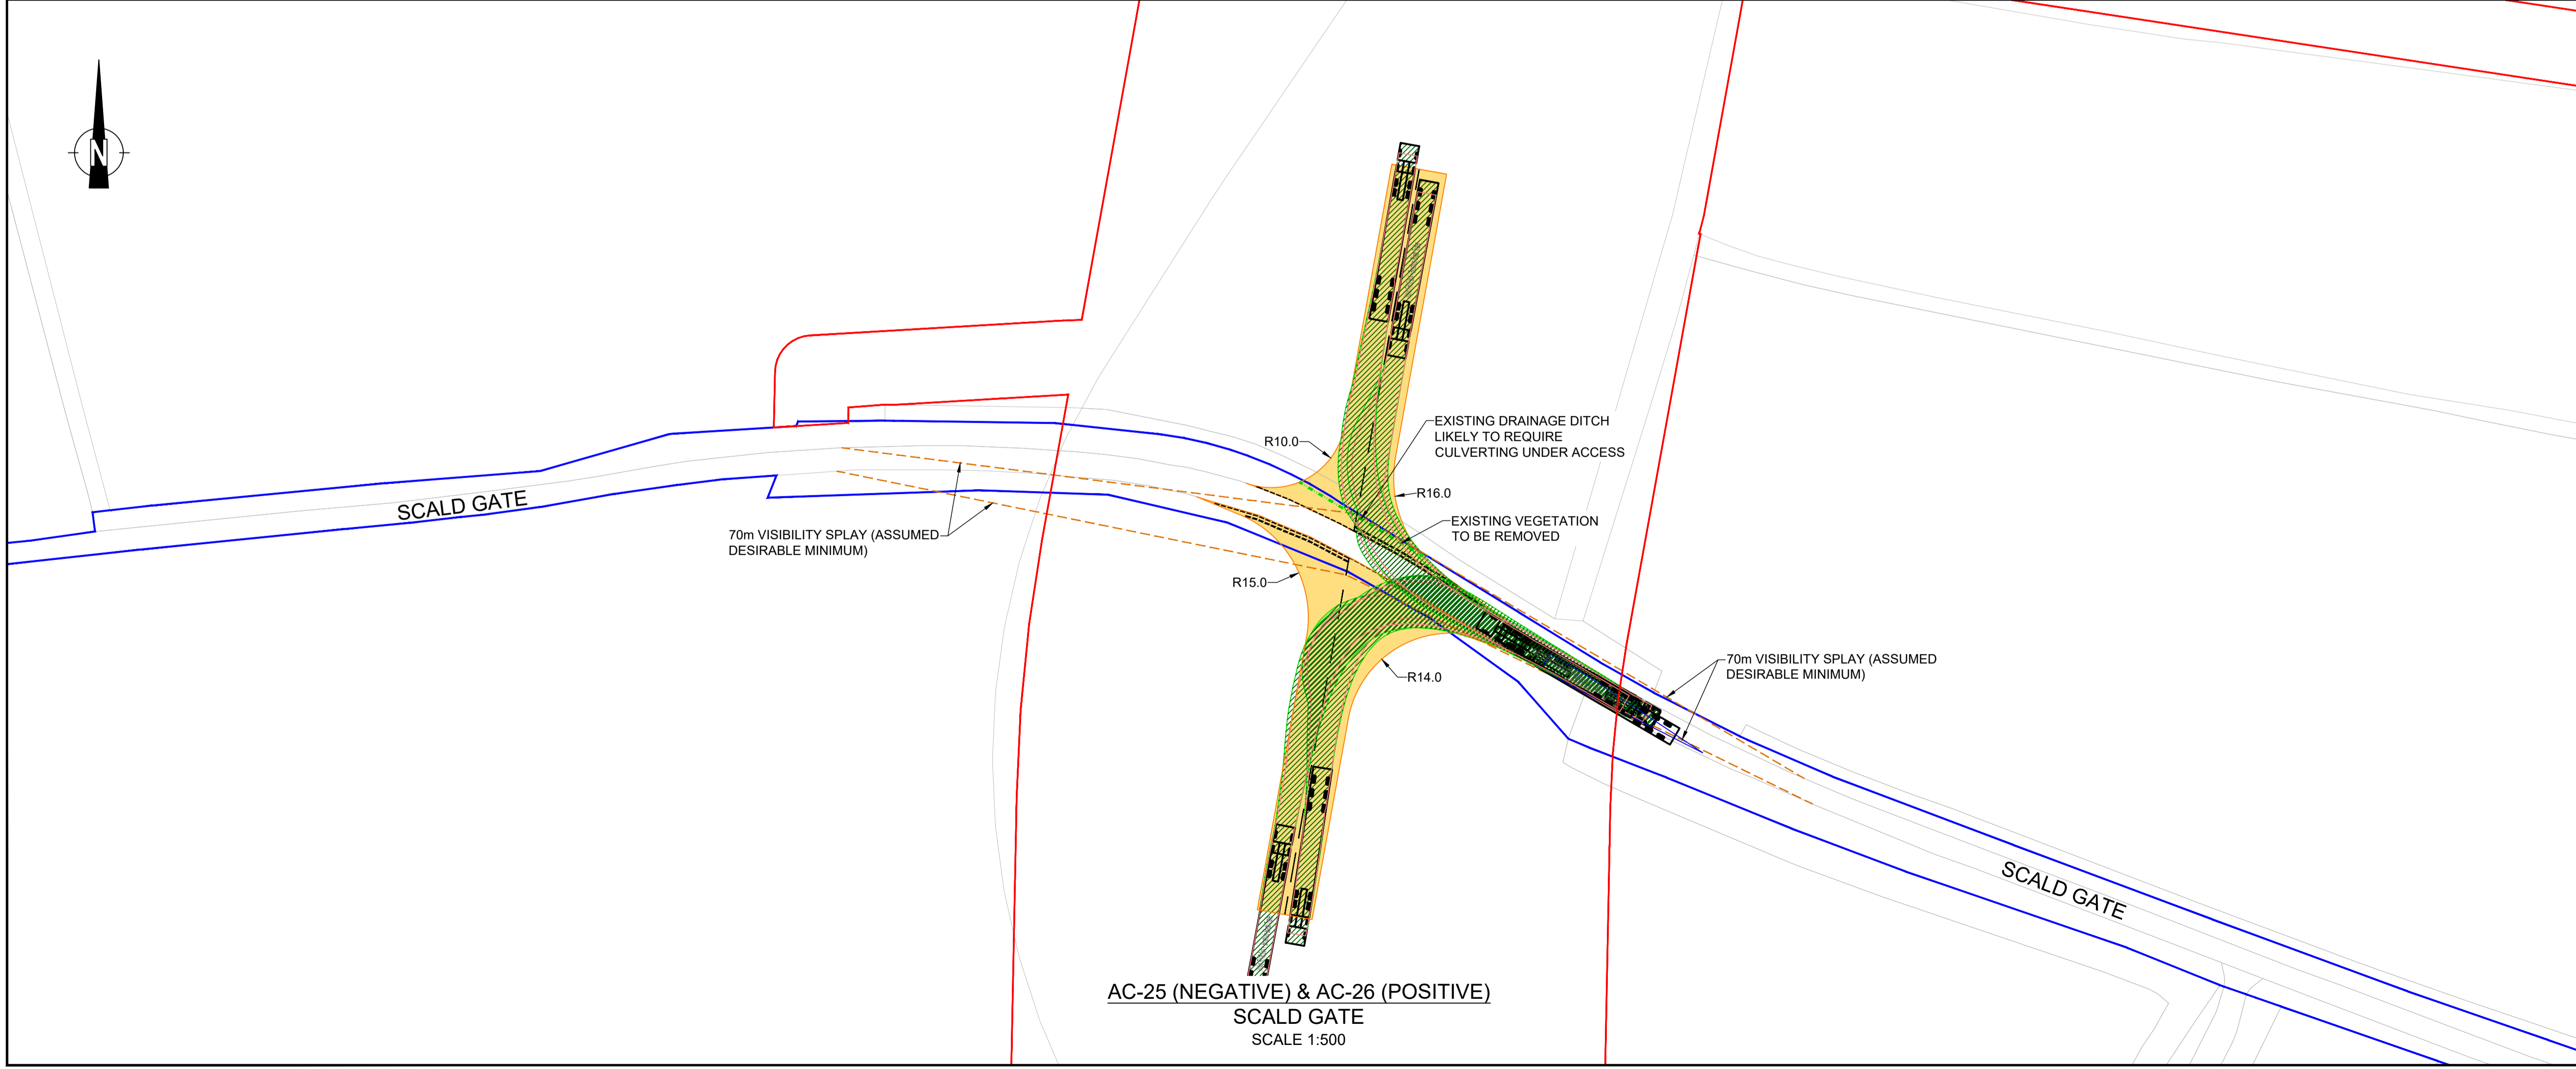 N
EXISTING DRAINAGE DITCH
LIKELY TO REQUIRE
CULVERTING UNDER ACCESS
R10.0
R16.0
SCALD GATE
EXISTING VEGETATION
TO BE REMOVED
70m VISIBILITY SPLAY (ASSUMED
DESIRABLE MINIMUM)
R15.0
70m VISIBILITY SPLAY (ASSUMED
DESIRABLE MINIMUM)
R14.0
SCALD GATE
AC-25 (NEGATIVE) & AC-26 (POSITIVE)
SCALD GATE
SCALE 1:500